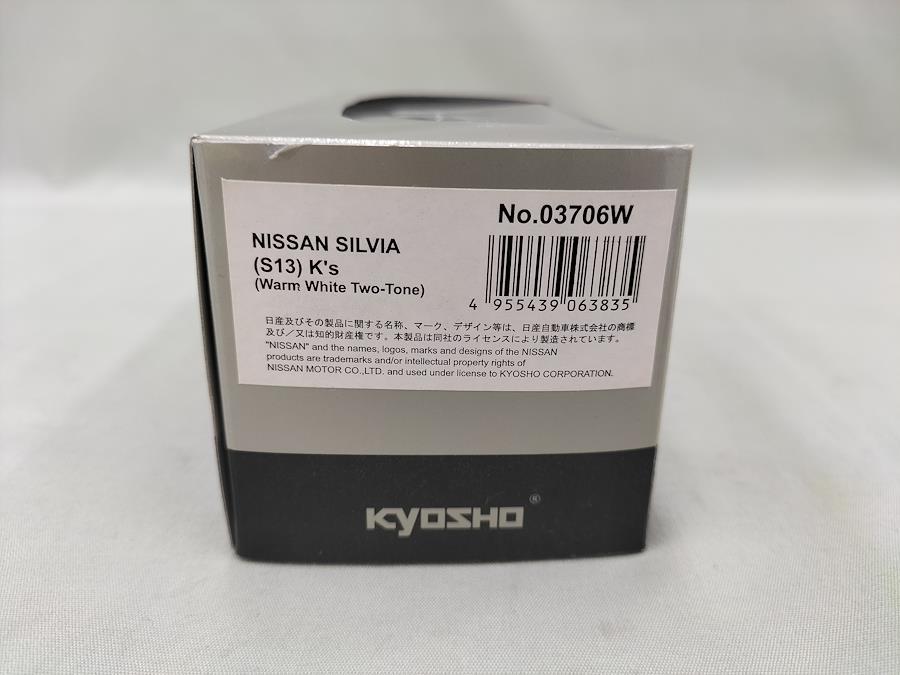 No.03706W
NISSAN SILVIA
(S13) K's
(Warm White Two-Tone)
4 955439 063835
日産及びその製品に関する名称、マーク、デザイン等は、日産自動車株式会社の商標
及び／又は知的財産権です。本製品は同社のライセンスにより製造されています。
"NISSAN" and the names, logos, marks and designs of the NISSAN
products are trademarks and/or intellectual property rights of
NISSAN MOTOR CO.,LTD. and used under license to KYOSHO CORPORATION.
KYOSHO®